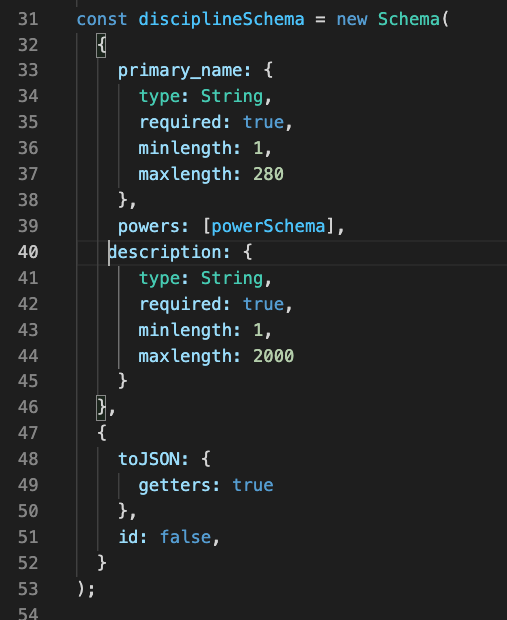 31 const disciplineSchema = new Schema(
32   {
33     primary_name: {
34       type: String,
35       required: true,
36       minlength: 1,
37       maxlength: 280
38     },
39     powers: [powerSchema],
40    description: {
41       type: String,
42       required: true,
43       minlength: 1,
44       maxlength: 2000
45     }
46   },
47   {
48     toJSON: {
49       getters: true
50     },
51     id: false,
52   }
53 );
54